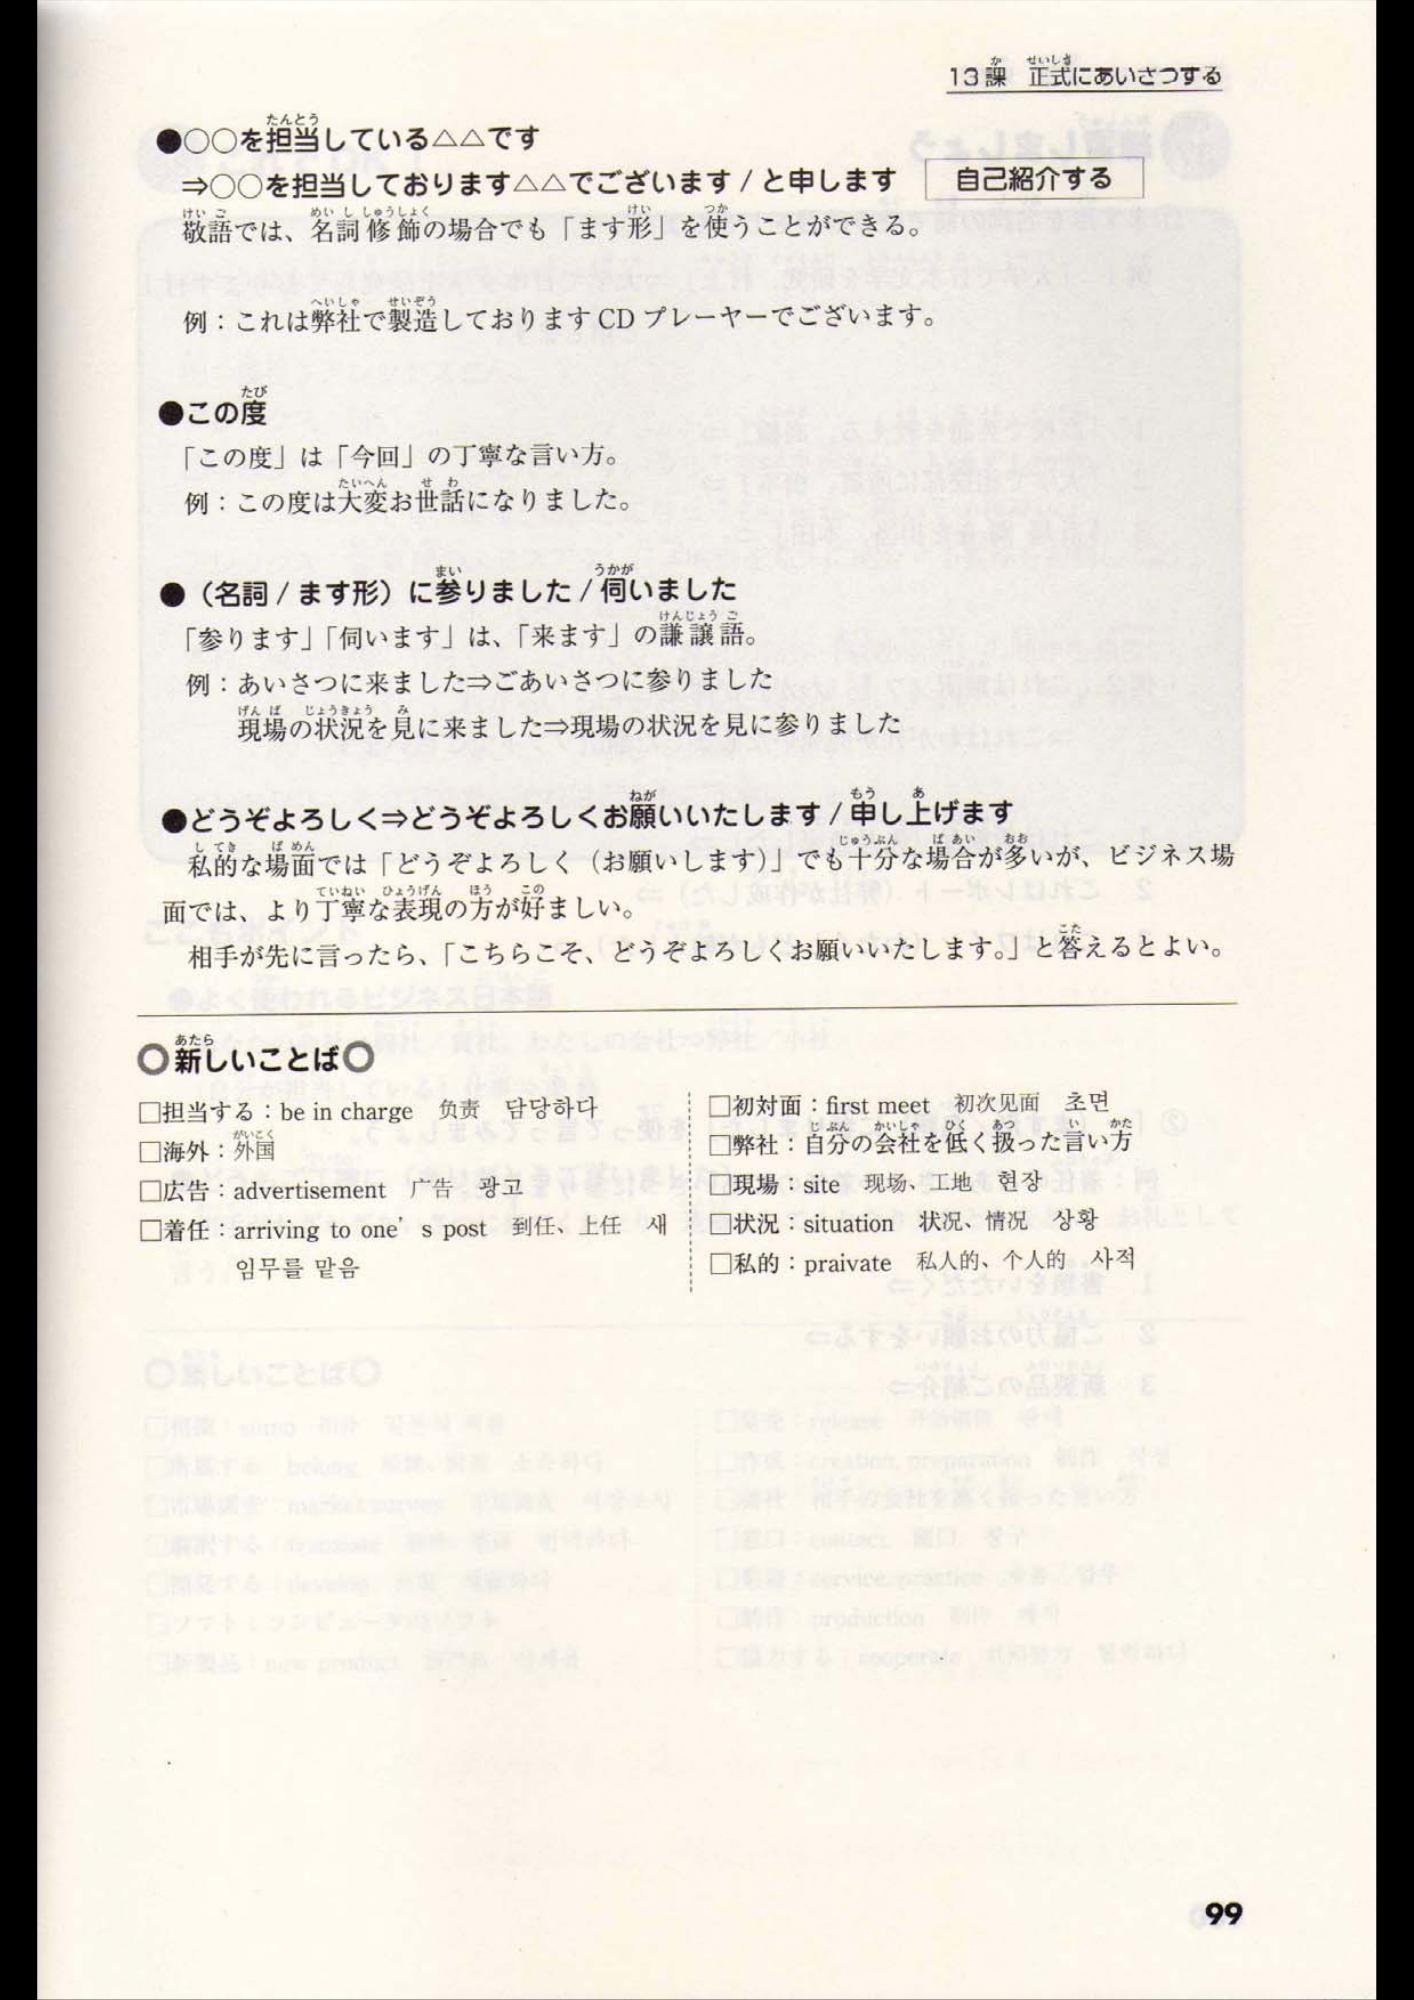 13課　正式にあいさつする
●○○を担当している△△です
⇒○○を担当しております△△でございます / と申します　自己紹介する
敬語では、名詞修飾の場合でも「ます形」を使うことができる。
例：これは弊社で製造しております CD プレーヤーでございます。
●この度
「この度」は「今回」の丁寧な言い方。
例：この度は大変お世話になりました。
●（名詞 / ます形）に参りました / 伺いました
「参ります」「伺います」は、「来ます」の謙譲語。
例：あいさつに来ました⇒ごあいさつに参りました
現場の状況を見に来ました⇒現場の状況を見に参りました
●どうぞよろしく⇒どうぞよろしくお願いいたします / 申し上げます
私的な場面では「どうぞよろしく（お願いします）」でも十分な場合が多いが、ビジネス場
面では、より丁寧な表現の方が好ましい。
相手が先に言ったら、「こちらこそ、どうぞよろしくお願いいたします。」と答えるとよい。
○新しいことば○
□担当する：be in charge　负责　담당하다
□海外：外国
□広告：advertisement　广告　광고
□着任：arriving to one's post　到任、上任　새
임무를 맡음
□初対面：first meet　初次见面　초면
□弊社：自分の会社を低く扱った言い方
□現場：site　现场、工地　현장
□状況：situation　状况、情况　상황
□私的：praivate　私人的、个人的　사적
99